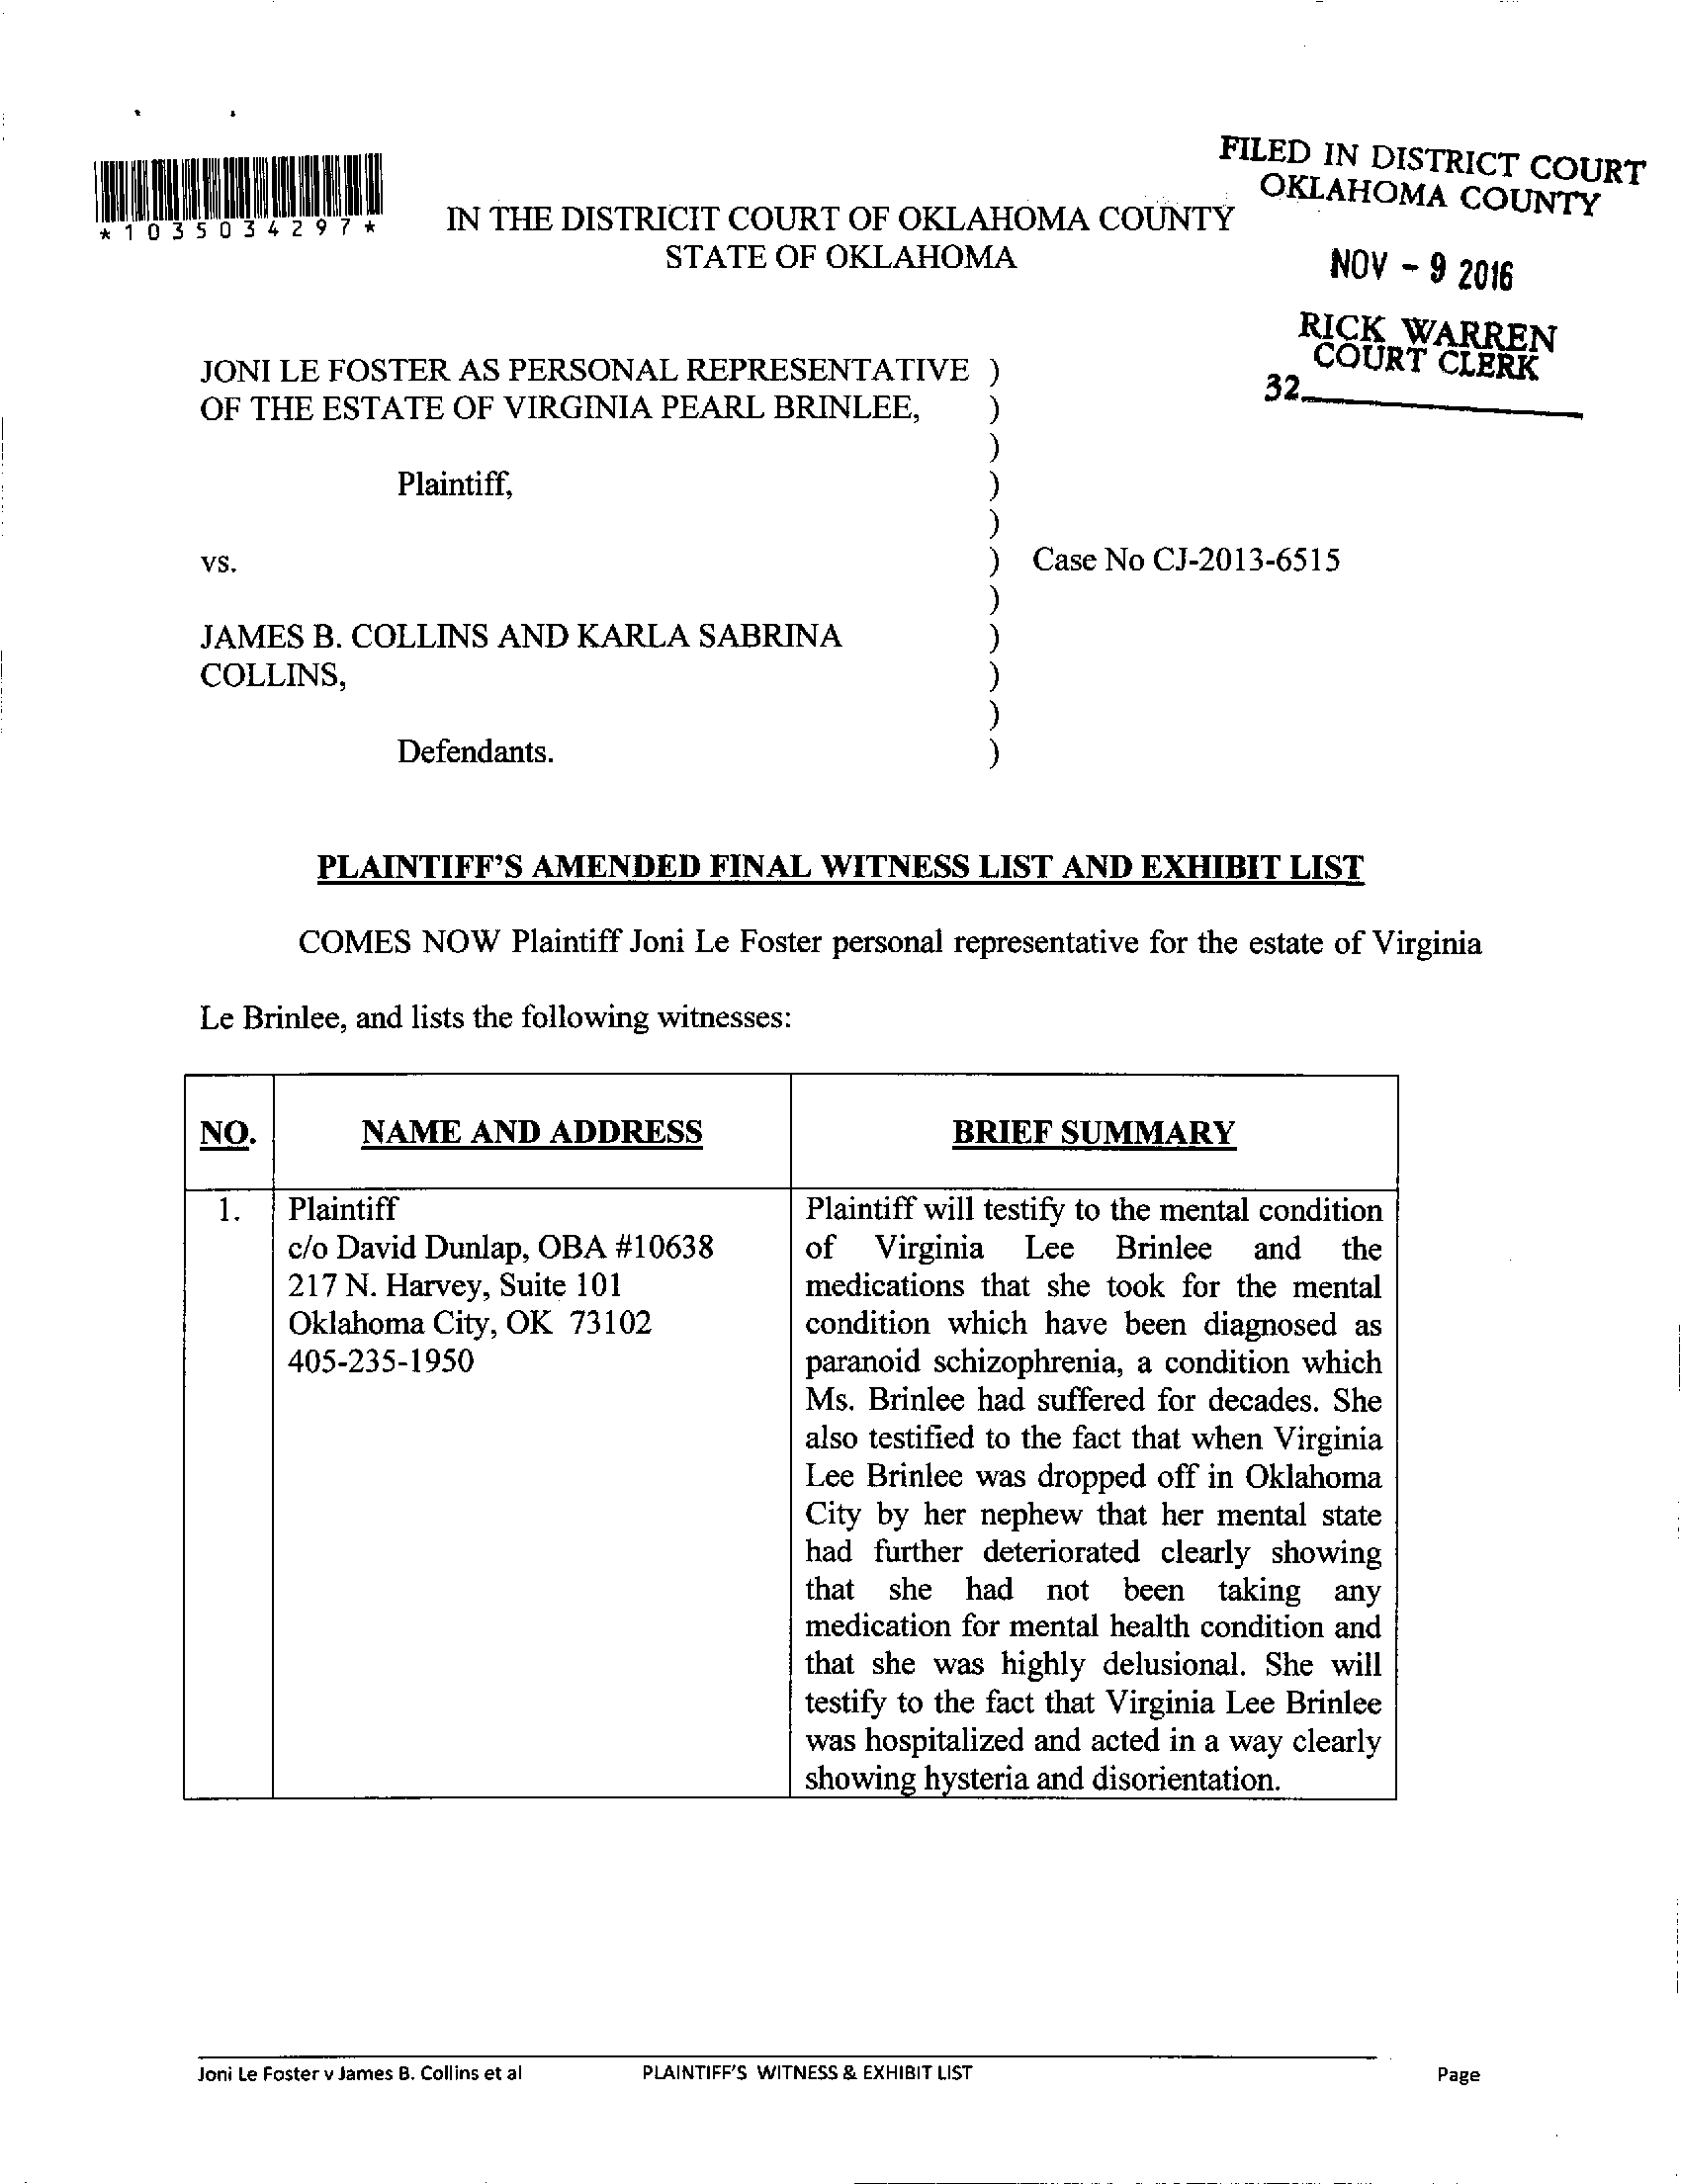 FILED IN DISTRICT COURT
OKLAHOMA COUNTY
*1035034297*
IN THE DISTRICIT COURT OF OKLAHOMA COUNTY
STATE OF OKLAHOMA
NOV - 9 2016
RICK WARREN
COURT CLERK
32
JONI LE FOSTER AS PERSONAL REPRESENTATIVE )
OF THE ESTATE OF VIRGINIA PEARL BRINLEE, )
)
Plaintiff, )
)
vs. ) Case No CJ-2013-6515
)
JAMES B. COLLINS AND KARLA SABRINA )
COLLINS, )
)
Defendants. )
PLAINTIFF'S AMENDED FINAL WITNESS LIST AND EXHIBIT LIST
COMES NOW Plaintiff Joni Le Foster personal representative for the estate of Virginia
Le Brinlee, and lists the following witnesses:
NO. NAME AND ADDRESS BRIEF SUMMARY
1. Plaintiff
c/o David Dunlap, OBA #10638
217 N. Harvey, Suite 101
Oklahoma City, OK 73102
405-235-1950
Plaintiff will testify to the mental condition
of Virginia Lee Brinlee and the
medications that she took for the mental
condition which have been diagnosed as
paranoid schizophrenia, a condition which
Ms. Brinlee had suffered for decades. She
also testified to the fact that when Virginia
Lee Brinlee was dropped off in Oklahoma
City by her nephew that her mental state
had further deteriorated clearly showing
that she had not been taking any
medication for mental health condition and
that she was highly delusional. She will
testify to the fact that Virginia Lee Brinlee
was hospitalized and acted in a way clearly
showing hysteria and disorientation.
Joni Le Foster v James B. Collins et al PLAINTIFF'S WITNESS & EXHIBIT LIST Page